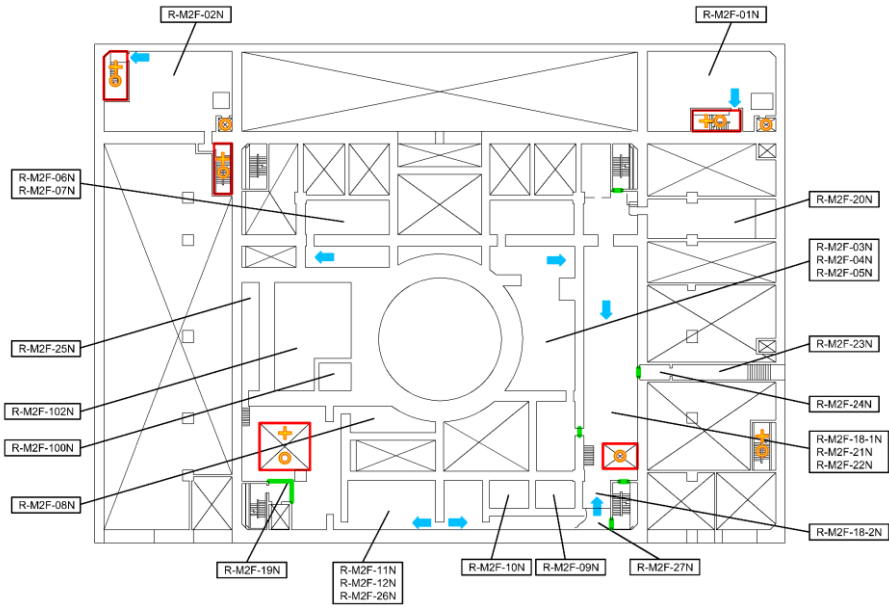 R-M2F-02N
R-M2F-01N
R-M2F-06N
R-M2F-07N
R-M2F-20N
R-M2F-03N
R-M2F-04N
R-M2F-05N
R-M2F-25N
R-M2F-23N
R-M2F-102N
R-M2F-24N
R-M2F-100N
R-M2F-18-1N
R-M2F-21N
R-M2F-22N
R-M2F-08N
R-M2F-18-2N
R-M2F-19N
R-M2F-11N
R-M2F-12N
R-M2F-26N
R-M2F-10N
R-M2F-09N
R-M2F-27N